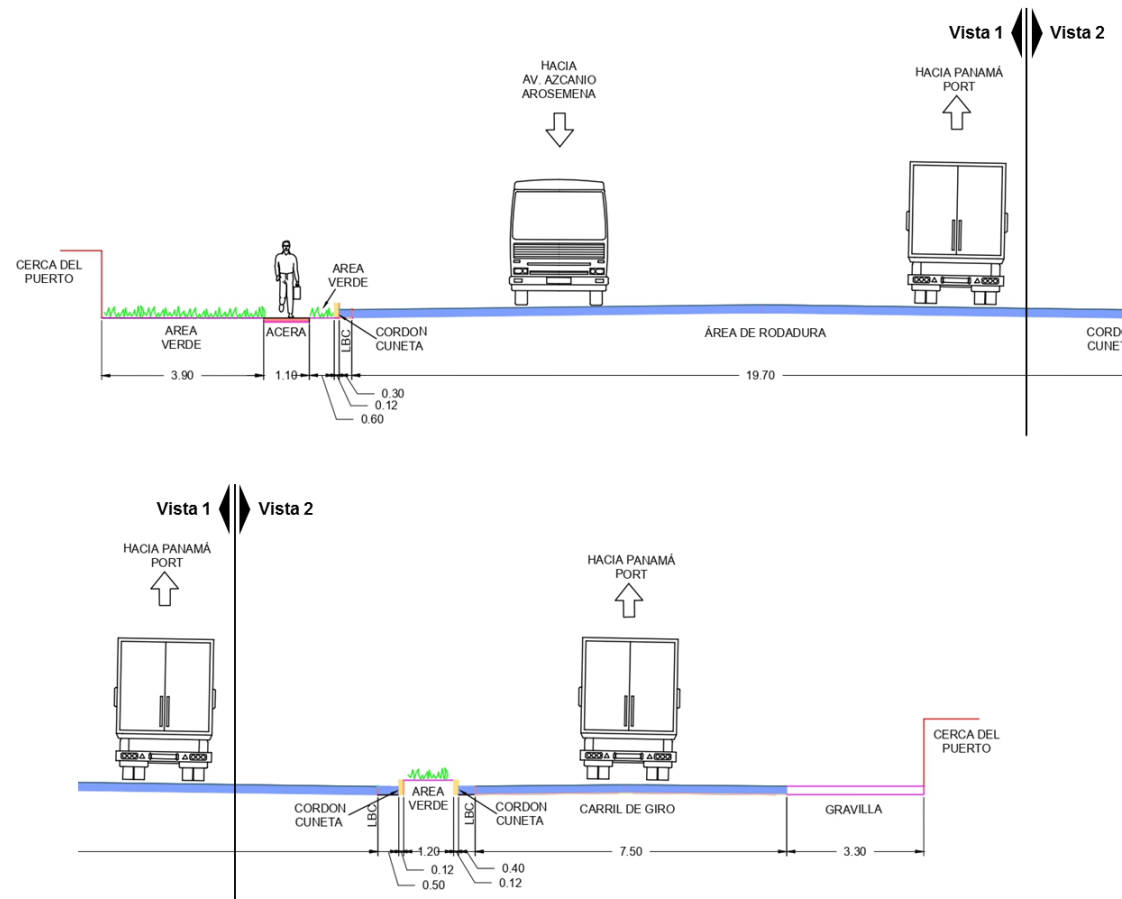 Vista 1 Vista 2
HACIA
AV. AZCANIO
AROSEMENA
HACIA PANAMÁ
PORT
CERCA DEL
PUERTO
AREA
VERDE
AREA
VERDE
ACERA
LBC
CORDON
CUNETA
ÁREA DE RODADURA
CORDO
CUNET
3.90
1.10
19.70
0.30
0.12
0.60
Vista 1 Vista 2
HACIA PANAMÁ
PORT
HACIA PANAMÁ
PORT
CERCA DEL
PUERTO
CORDON
CUNETA
LBC
AREA
VERDE
LBC
CORDON
CUNETA
CARRIL DE GIRO
GRAVILLA
1.20
7.50
3.30
0.12
0.50
0.40
0.12